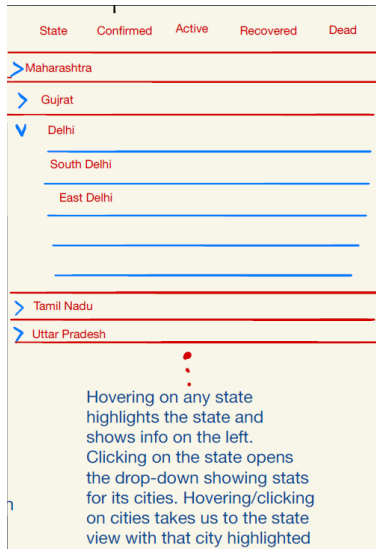 State Confirmed Active Recovered Dead
Maharashtra
Gujrat
Delhi
South Delhi
East Delhi
Tamil Nadu
Uttar Pradesh
Hovering on any state
highlights the state and
shows info on the left.
Clicking on the state opens
the drop-down showing stats
for its cities. Hovering/clicking
on cities takes us to the state
view with that city highlighted